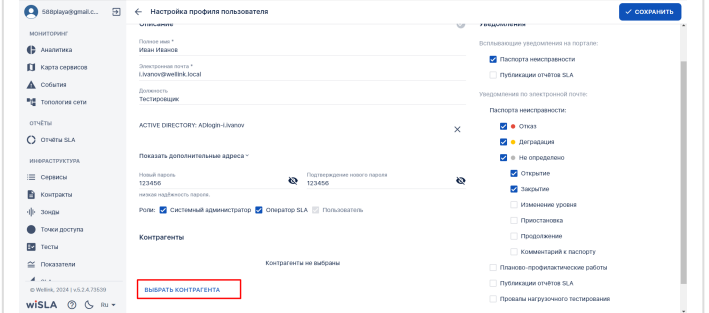 588playa@gmail.c...
Настройка профиля пользователя
СОХРАНИТЬ
МОНИТОРИНГ
Аналитика
Карта сервисов
События
Топология сети
ОТЧЁТЫ
Отчёты SLA
ИНФРАСТРУКТУРА
Сервисы
Контракты
Зонды
Точки доступа
Тесты
Показатели
© Wellink, 2024 | v.5.2.4.73539
wiSLA
Ru
Описание
Полное имя *
Иван Иванов
Электронная почта *
i.ivanov@wellink.local
Должность
Тестировщик
ACTIVE DIRECTORY: ADlogin-i.ivanov
Показать дополнительные адреса
Новый пароль
123456
Подтверждение нового пароля
123456
низкая надёжность пароля.
Роли: Системный администратор Оператор SLA Пользователь
Контрагенты
Контрагенты не выбраны
ВЫБРАТЬ КОНТРАГЕНТА
Уведомления
Всплывающие уведомления на портале:
Паспорта неисправности
Публикации отчётов SLA
Уведомления по электронной почте:
Паспорта неисправности:
Отказ
Деградация
Не определено
Открытие
Закрытие
Изменение уровня
Приостановка
Продолжение
Комментарий к паспорту
Планово-профилактические работы
Публикации отчётов SLA
Провалы нагрузочного тестирования